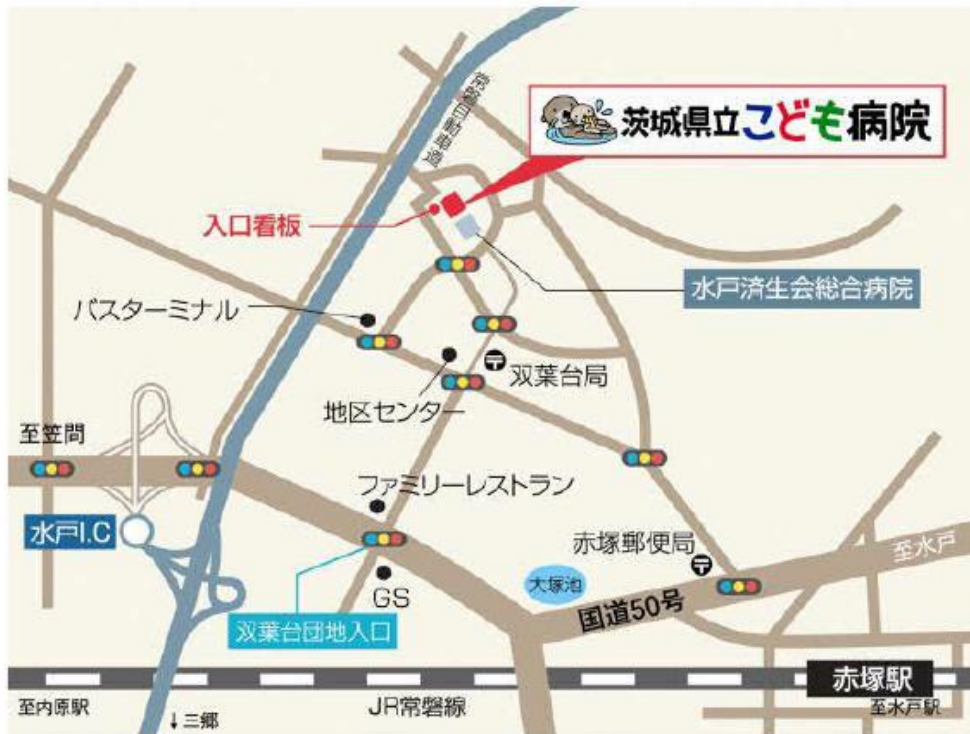 常磐自動車道
茨城県立こども病院
入口看板
水戸済生会総合病院
バスターミナル
双葉台局
地区センター
至笠間
ファミリーレストラン
水戸I.C
赤塚郵便局
至水戸
大塚池
国道50号
GS
双葉台団地入口
赤塚駅
至内原駅
JR常磐線
至水戸駅
↓三郷